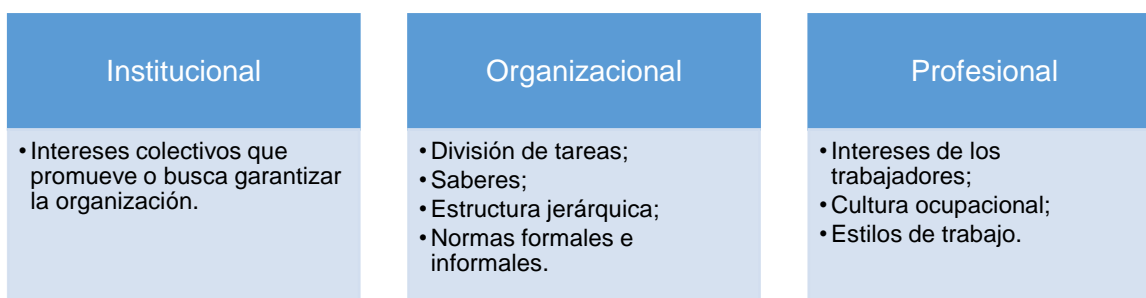 Institucional
• Intereses colectivos que
promueve o busca garantizar
la organización.
Organizacional
• División de tareas;
• Saberes;
• Estructura jerárquica;
• Normas formales e
informales.
Profesional
• Intereses de los
trabajadores;
• Cultura ocupacional;
• Estilos de trabajo.